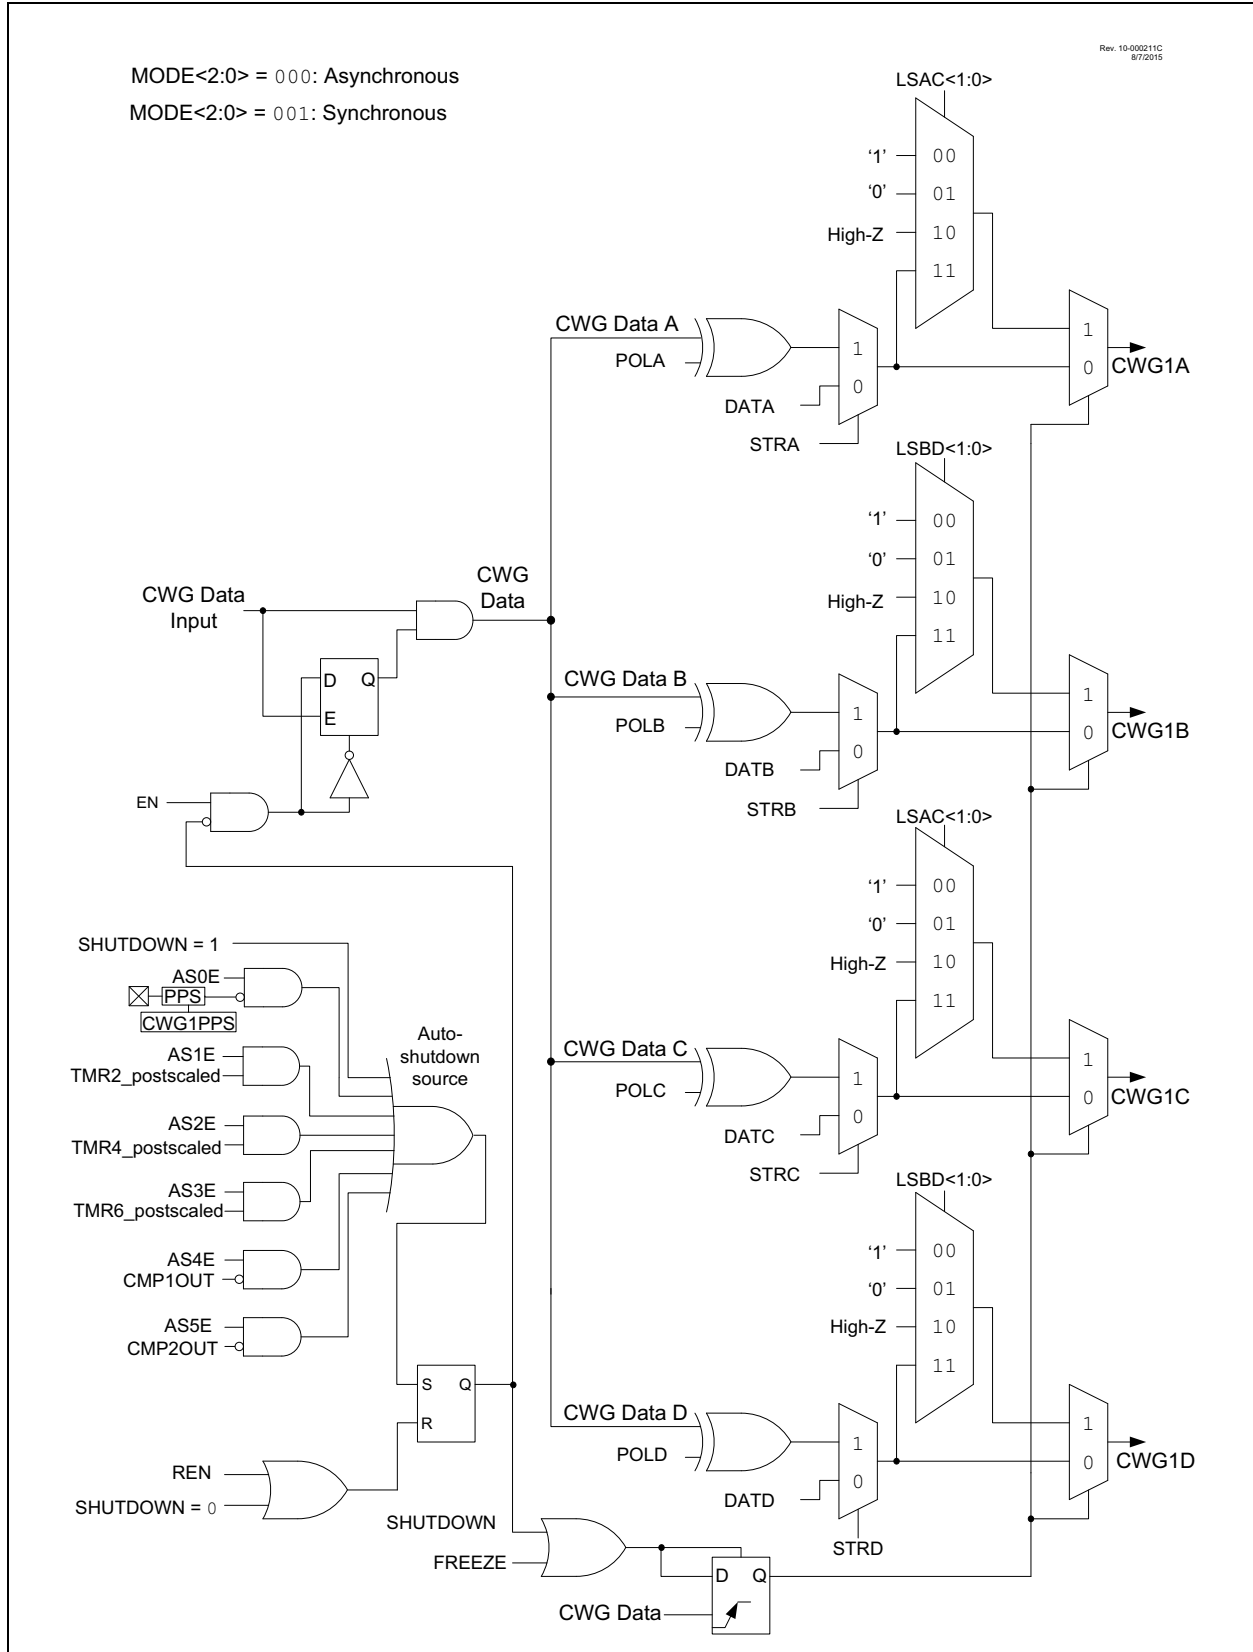 Rev. 10-000211C
8/7/2015
MODE<2:0> = 000: Asynchronous
MODE<2:0> = 001: Synchronous
LSAC<1:0>
'1'
00
'0'
01
High-Z
10
11
CWG Data A
POLA
1
0
DATA
STRA
1
0
CWG1A
LSBD<1:0>
'1'
00
'0'
01
High-Z
10
11
CWG Data
Input
CWG
Data
D
Q
E
EN
CWG Data B
POLB
1
0
DATB
STRB
1
0
CWG1B
LSAC<1:0>
'1'
00
'0'
01
High-Z
10
11
SHUTDOWN = 1
AS0E
PPS
CWG1PPS
AS1E
TMR2_postscaled
AS2E
TMR4_postscaled
AS3E
TMR6_postscaled
AS4E
CMP1OUT
AS5E
CMP2OUT
Auto-
shutdown
source
CWG Data C
POLC
1
0
DATC
STRC
1
0
CWG1C
LSBD<1:0>
'1'
00
'0'
01
High-Z
10
11
S
Q
R
REN
SHUTDOWN = 0
CWG Data D
POLD
1
0
DATD
STRD
1
0
CWG1D
SHUTDOWN
FREEZE
D
Q
CWG Data